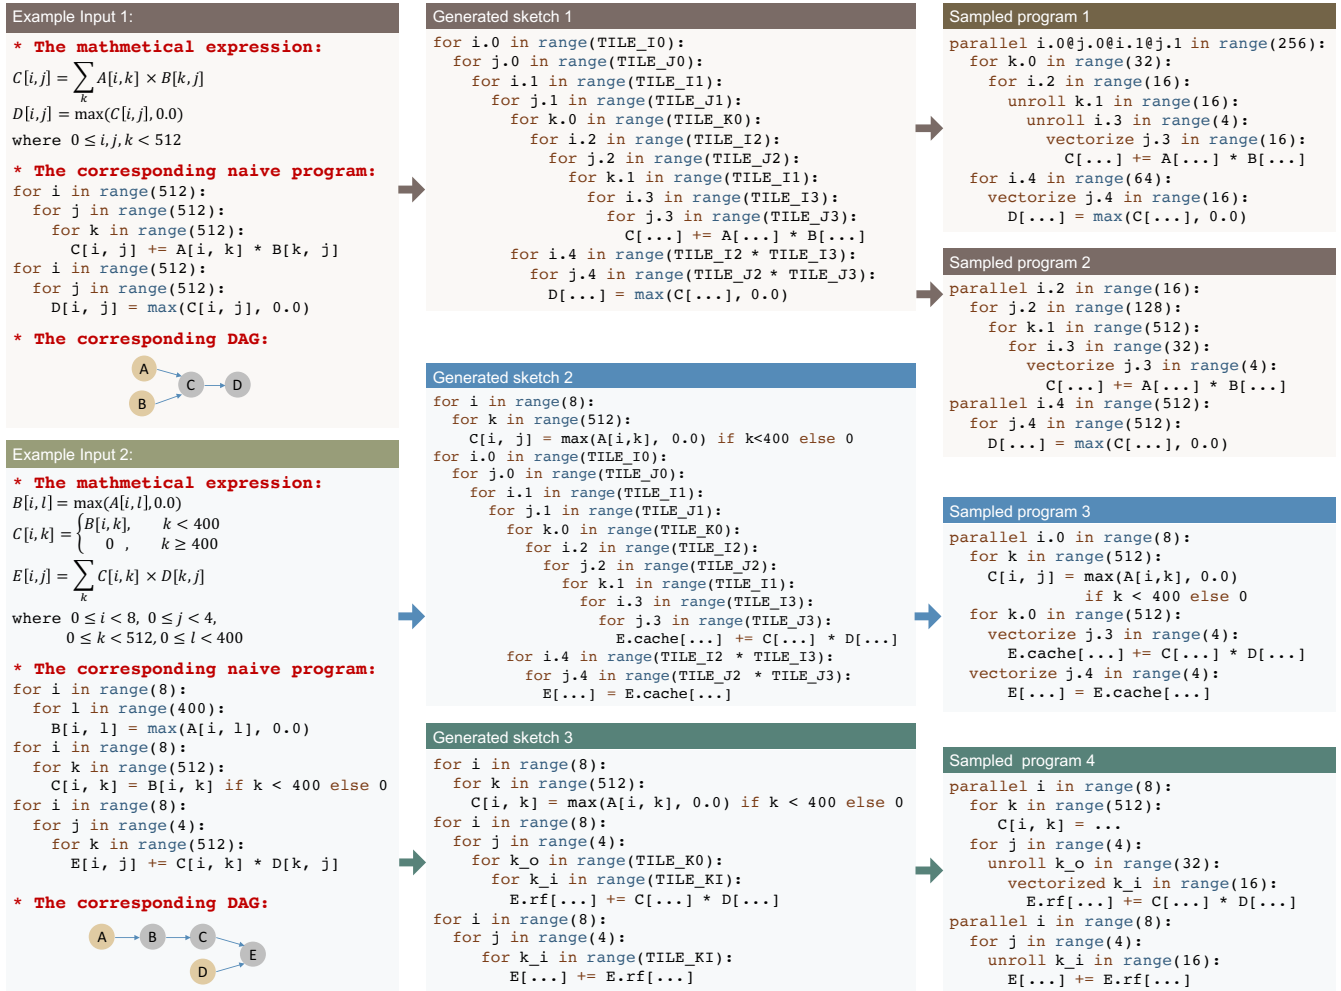 Example Input 1:
* The mathmetical expression:
C[i,j] = ∑ A[i,k] × B[k,j]
k
D[i,j] = max(C[i,j],0.0)
where 0 ≤ i,j,k < 512
* The corresponding naive program:
for i in range(512):
  for j in range(512):
    for k in range(512):
      C[i, j] += A[i, k] * B[k, j]
for i in range(512):
  for j in range(512):
    D[i, j] = max(C[i, j], 0.0)
* The corresponding DAG:
A
B
C
D
Example Input 2:
* The mathmetical expression:
B[i,l] = max(A[i,l],0.0)
C[i,k] = {B[i,k], k < 400
0 , k ≥ 400
E[i,j] = ∑ C[i,k] × D[k,j]
k
where 0 ≤ i < 8, 0 ≤ j < 4,
0 ≤ k < 512, 0 ≤ l < 400
* The corresponding naive program:
for i in range(8):
  for l in range(400):
    B[i, l] = max(A[i, l], 0.0)
for i in range(8):
  for k in range(512):
    C[i, k] = B[i, k] if k < 400 else 0
for i in range(8):
  for j in range(4):
    for k in range(512):
      E[i, j] += C[i, k] * D[k, j]
* The corresponding DAG:
A
B
C
D
E
Generated sketch 1
for i.0 in range(TILE_I0):
  for j.0 in range(TILE_J0):
    for i.1 in range(TILE_I1):
      for j.1 in range(TILE_J1):
        for k.0 in range(TILE_K0):
          for i.2 in range(TILE_I2):
            for j.2 in range(TILE_J2):
              for k.1 in range(TILE_I1):
                for i.3 in range(TILE_I3):
                  for j.3 in range(TILE_J3):
                    C[...] += A[...] * B[...]
        for i.4 in range(TILE_I2 * TILE_I3):
          for j.4 in range(TILE_J2 * TILE_J3):
            D[...] = max(C[...], 0.0)
Generated sketch 2
for i in range(8):
  for k in range(512):
    C[i, j] = max(A[i,k], 0.0) if k<400 else 0
for i.0 in range(TILE_I0):
  for j.0 in range(TILE_J0):
    for i.1 in range(TILE_I1):
      for j.1 in range(TILE_J1):
        for k.0 in range(TILE_K0):
          for i.2 in range(TILE_I2):
            for j.2 in range(TILE_J2):
              for k.1 in range(TILE_I1):
                for i.3 in range(TILE_I3):
                  for j.3 in range(TILE_J3):
                    E.cache[...] += C[...] * D[...]
        for i.4 in range(TILE_I2 * TILE_I3):
          for j.4 in range(TILE_J2 * TILE_J3):
            E[...] = E.cache[...]
Generated sketch 3
for i in range(8):
  for k in range(512):
    C[i, k] = max(A[i, k], 0.0) if k < 400 else 0
for i in range(8):
  for j in range(4):
    for k_o in range(TILE_K0):
      for k_i in range(TILE_KI):
        E.rf[...] += C[...] * D[...]
for i in range(8):
  for j in range(4):
    for k_i in range(TILE_KI):
      E[...] += E.rf[...]
Sampled program 1
parallel i.0@j.0@i.1@j.1 in range(256):
  for k.0 in range(32):
    for i.2 in range(16):
      unroll k.1 in range(16):
        unroll i.3 in range(4):
          vectorize j.3 in range(16):
            C[...] += A[...] * B[...]
  for i.4 in range(64):
    vectorize j.4 in range(16):
      D[...] = max(C[...], 0.0)
Sampled program 2
parallel i.2 in range(16):
  for j.2 in range(128):
    for k.1 in range(512):
      for i.3 in range(32):
        vectorize j.3 in range(4):
          C[...] += A[...] * B[...]
parallel i.4 in range(512):
  for j.4 in range(512):
    D[...] = max(C[...], 0.0)
Sampled program 3
parallel i.0 in range(8):
  for k in range(512):
    C[i, j] = max(A[i,k], 0.0)
              if k < 400 else 0
  for k.0 in range(512):
    vectorize j.3 in range(4):
      E.cache[...] += C[...] * D[...]
  vectorize j.4 in range(4):
    E[...] = E.cache[...]
Sampled program 4
parallel i in range(8):
  for k in range(512):
    C[i, k] = ...
  for j in range(4):
    unroll k_o in range(32):
      vectorized k_i in range(16):
        E.rf[...] += C[...] * D[...]
parallel i in range(8):
  for j in range(4):
    unroll k_i in range(16):
      E[...] += E.rf[...]